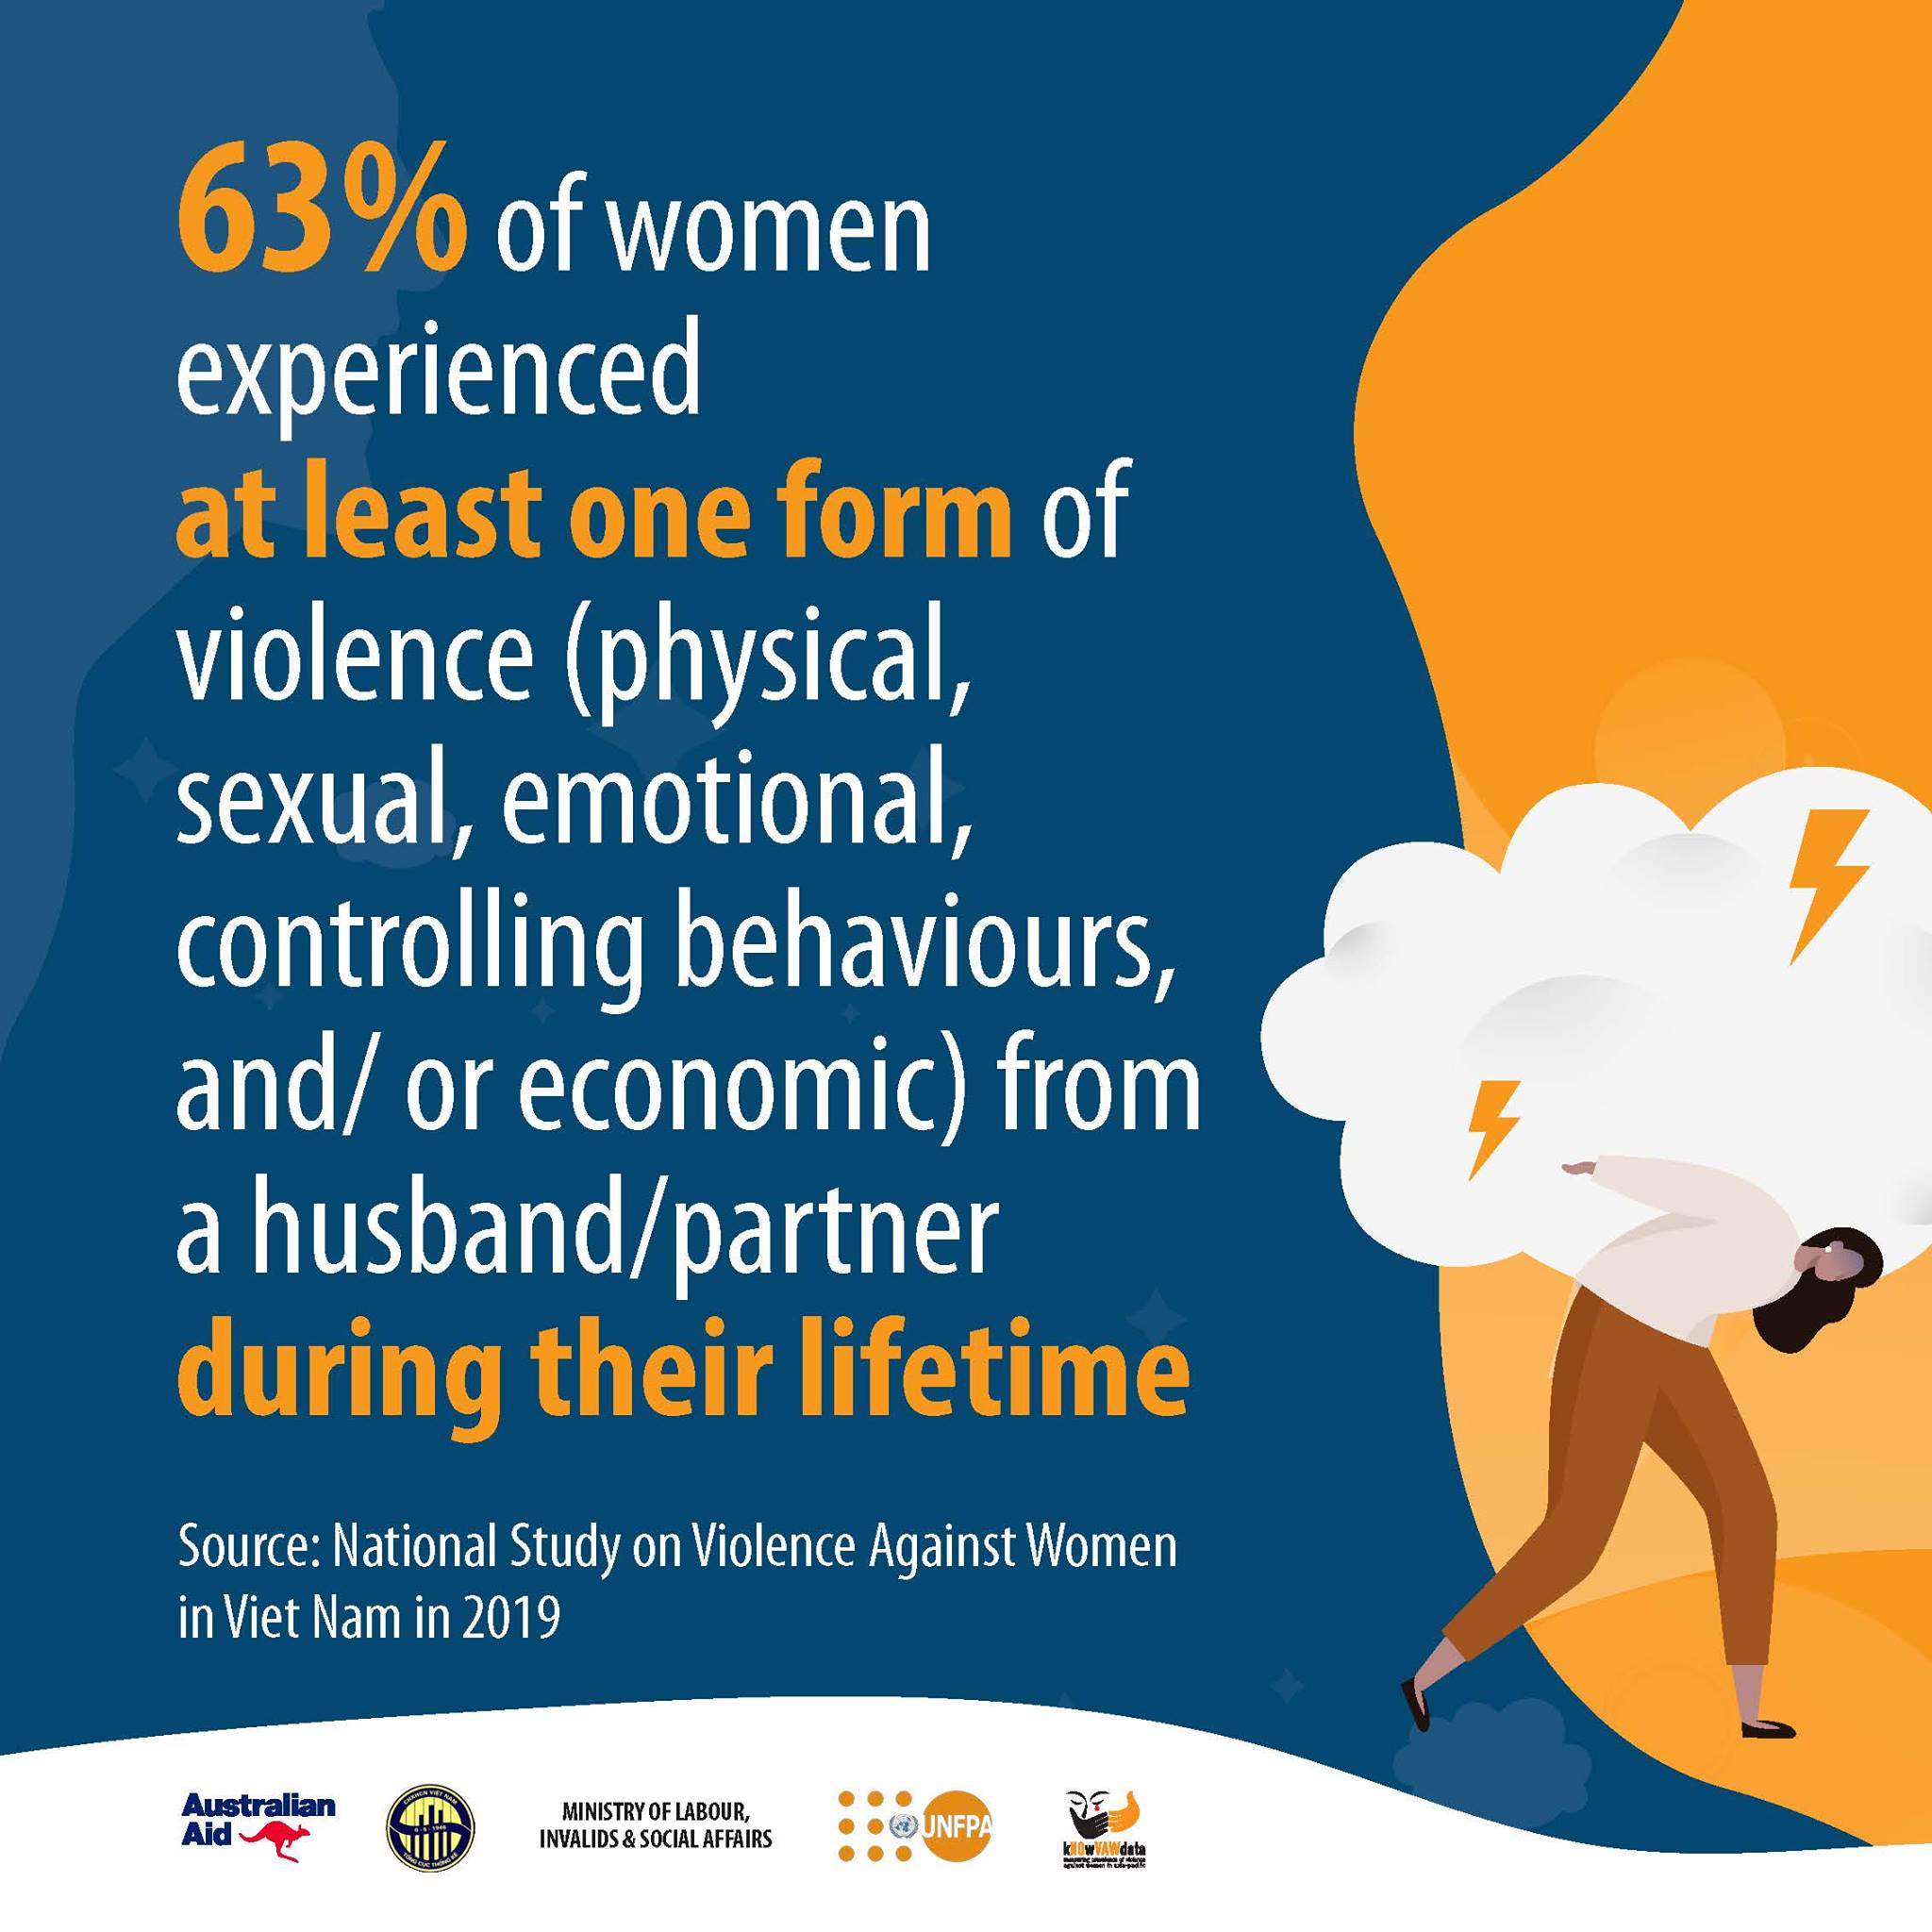 63% of women
experienced
at least one form of
violence (physical,
sexual, emotional,
controlling behaviours,
and/ or economic) from
a husband/partner
during their lifetime
Source: National Study on Violence Against Women
in Viet Nam in 2019
Australian
Aid
MINISTRY OF LABOUR,
INVALIDS & SOCIAL AFFAIRS
UNFPA
kNOwVAWdata